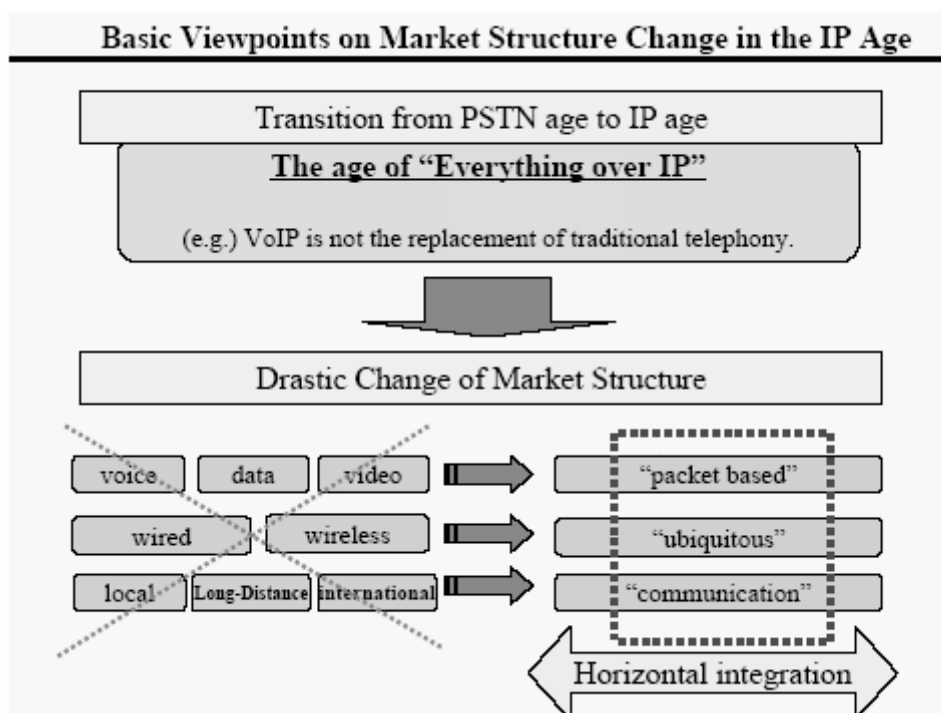 Basic Viewpoints on Market Structure Change in the IP Age
Transition from PSTN age to IP age
The age of “Everything over IP”
(e.g.) VoIP is not the replacement of traditional telephony.
Drastic Change of Market Structure
voice data video “packet based”
wired wireless “ubiquitous”
local Long-Distance international “communication”
Horizontal integration